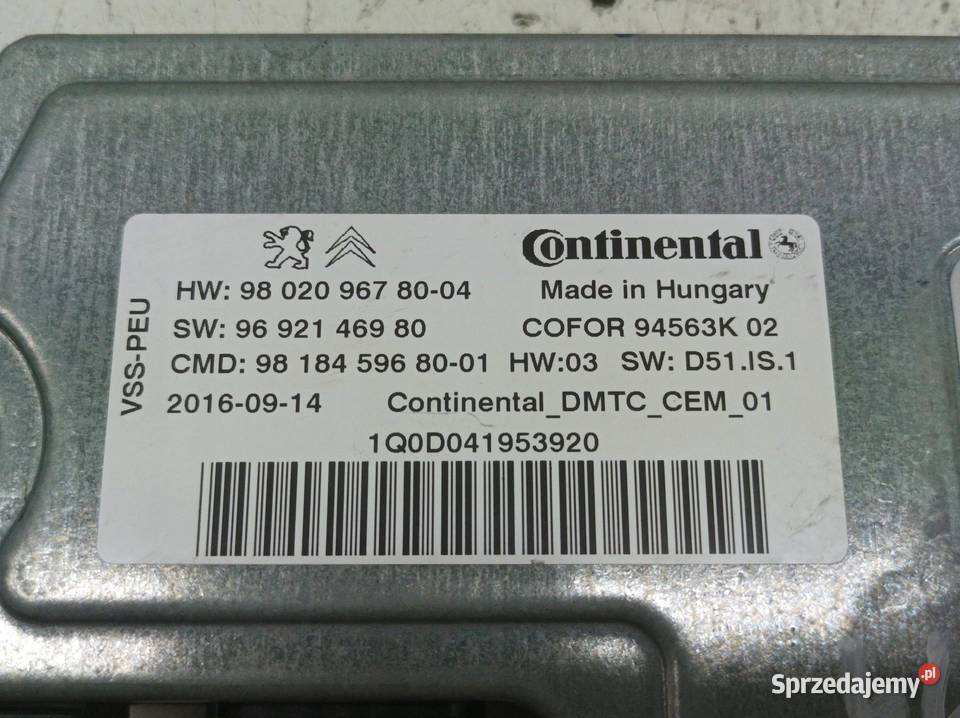 Continental
HW: 98 020 967 80-04 Made in Hungary
SW: 96 921 469 80 COFOR 94563K 02
CMD: 98 184 596 80-01 HW:03 SW: D51.IS.1
2016-09-14 Continental_DMTC_CEM_01
1Q0D041953920
VSS-PEU
Sprzedajemy.pl